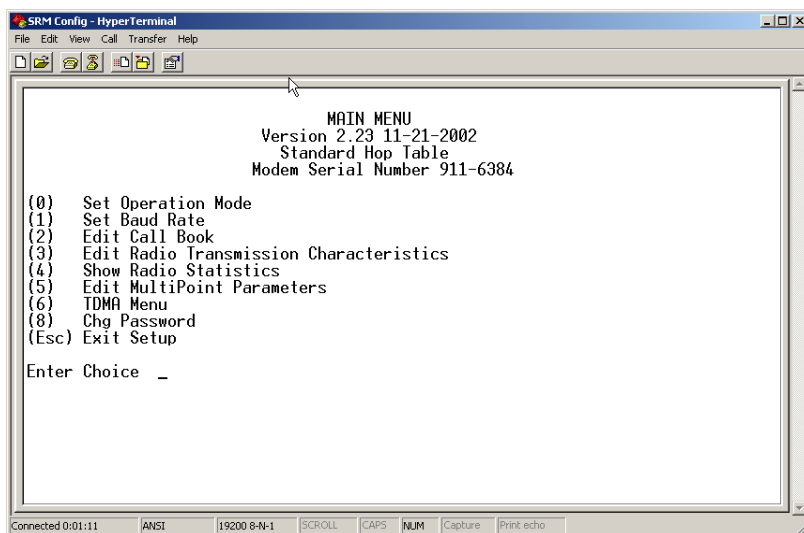 SRM Config - HyperTerminal
File Edit View Call Transfer Help
MAIN MENU
Version 2.23 11-21-2002
Standard Hop Table
Modem Serial Number 911-6384
(0) Set Operation Mode
(1) Set Baud Rate
(2) Edit Call Book
(3) Edit Radio Transmission Characteristics
(4) Show Radio Statistics
(5) Edit MultiPoint Parameters
(6) TDMA Menu
(8) Chg Password
(Esc) Exit Setup
Enter Choice _
Connected 0:01:11 ANSI 19200 8-N-1 SCROLL CAPS NUM Capture Print echo